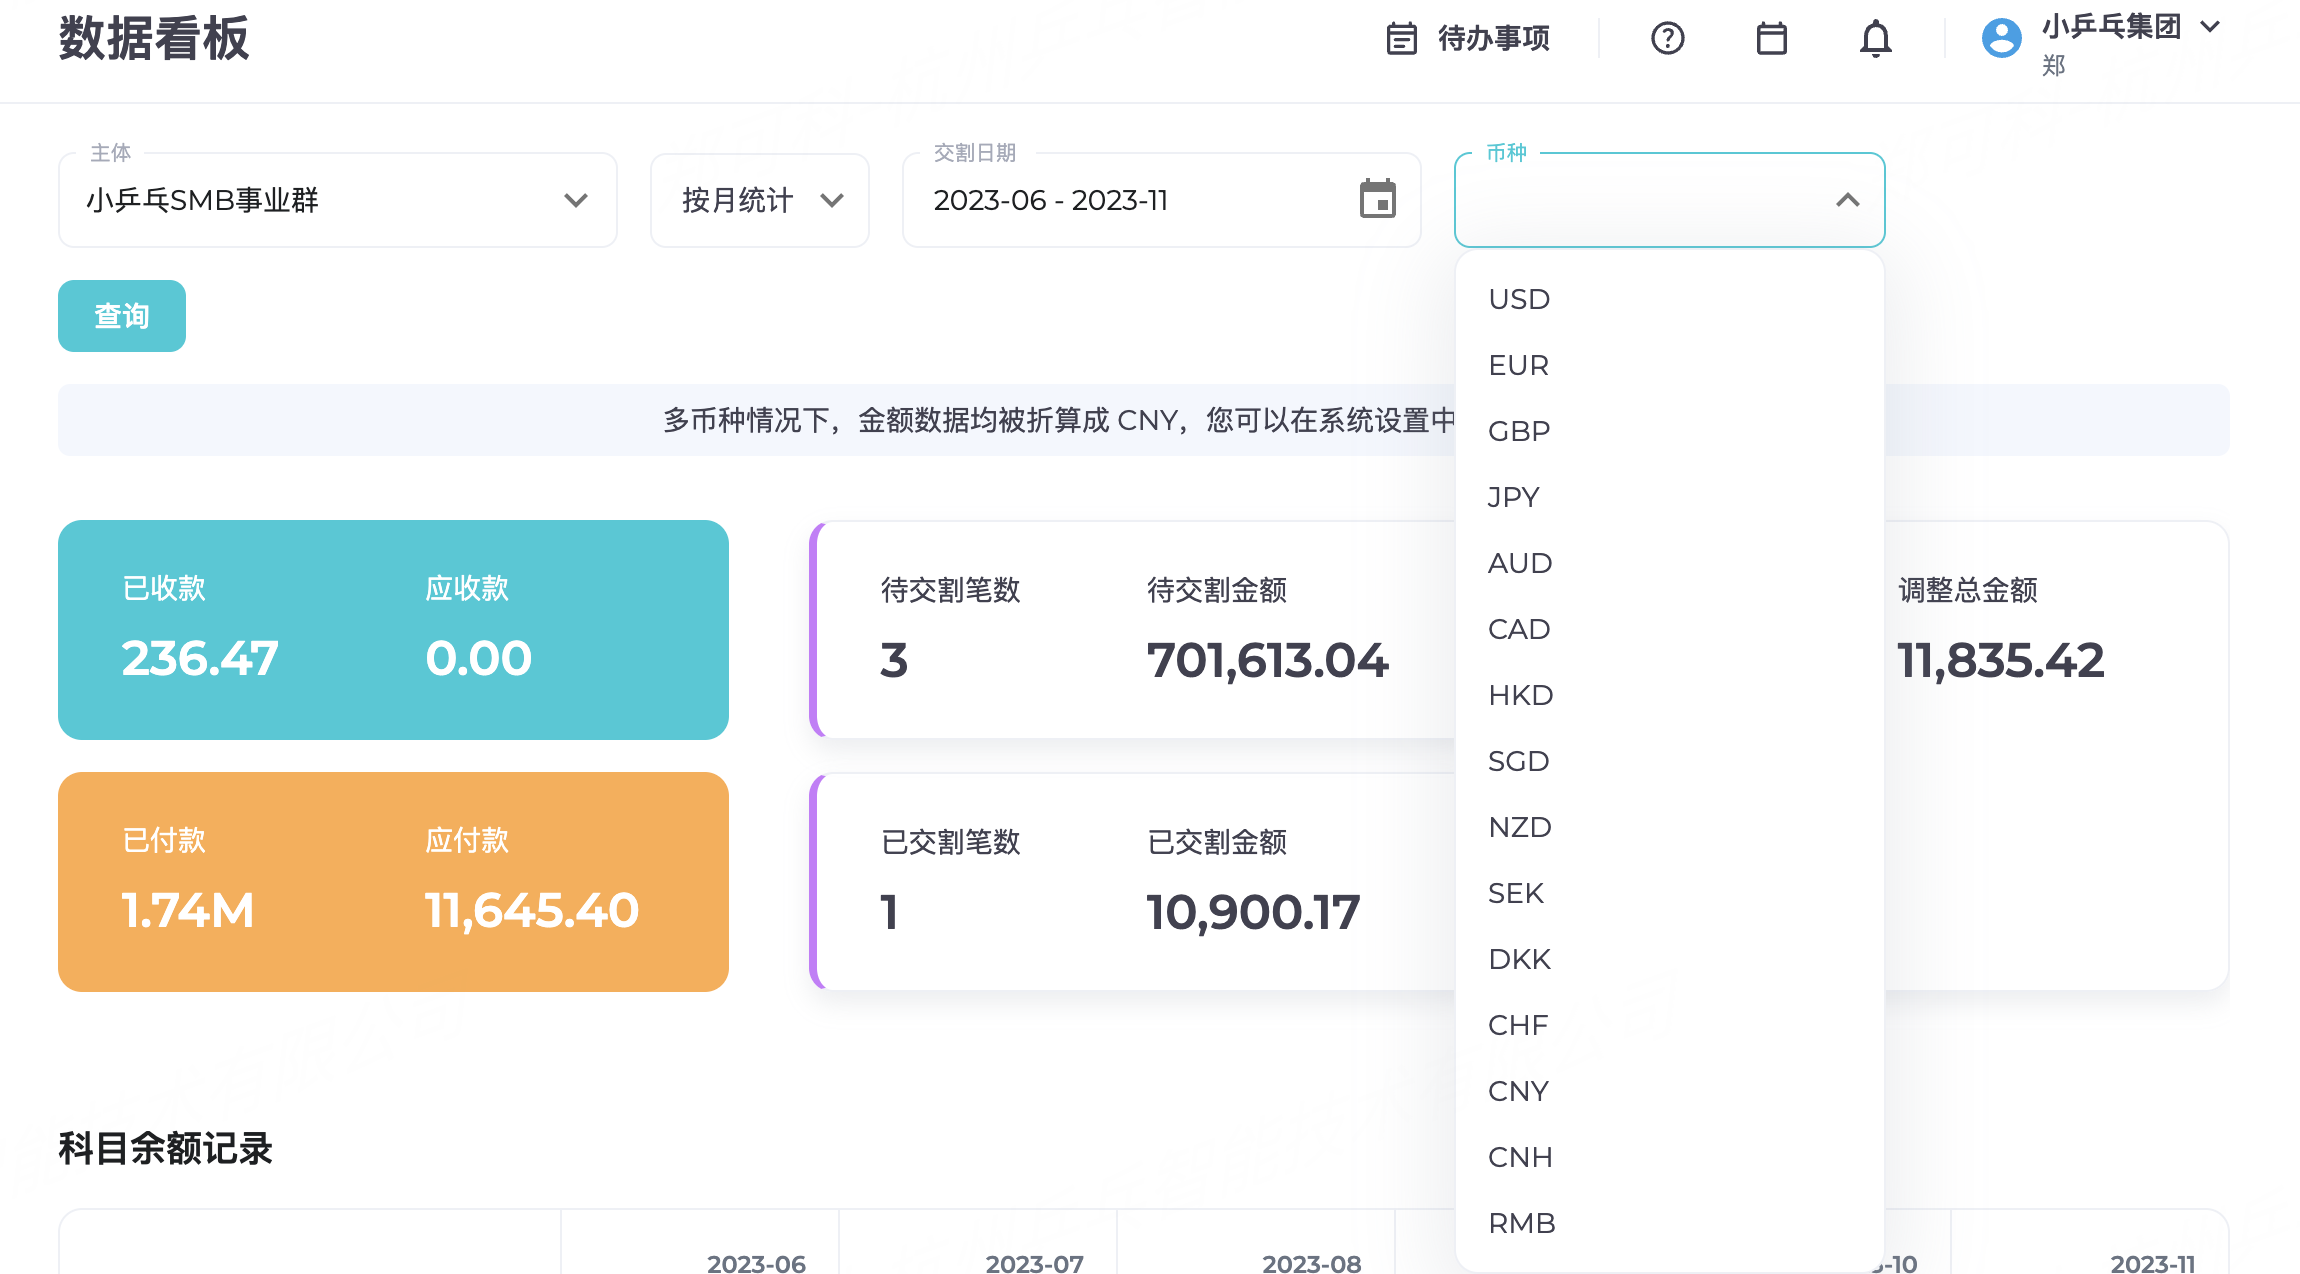 数据看板
待办事项
小乒乓集团
郑
主体
小乒乓SMB事业群
按月统计
交割日期
2023-06 - 2023-11
币种
查询
USD
EUR
GBP
JPY
AUD
CAD
HKD
SGD
NZD
SEK
DKK
CHF
CNY
CNH
RMB
多币种情况下，金额数据均被折算成 CNY，您可以在系统设置中
已收款
应收款
236.47
0.00
待交割笔数
待交割金额
调整总金额
3
701,613.04
11,835.42
已付款
应付款
1.74M
11,645.40
已交割笔数
已交割金额
1
10,900.17
科目余额记录
2023-06
2023-07
2023-08
-10
2023-11